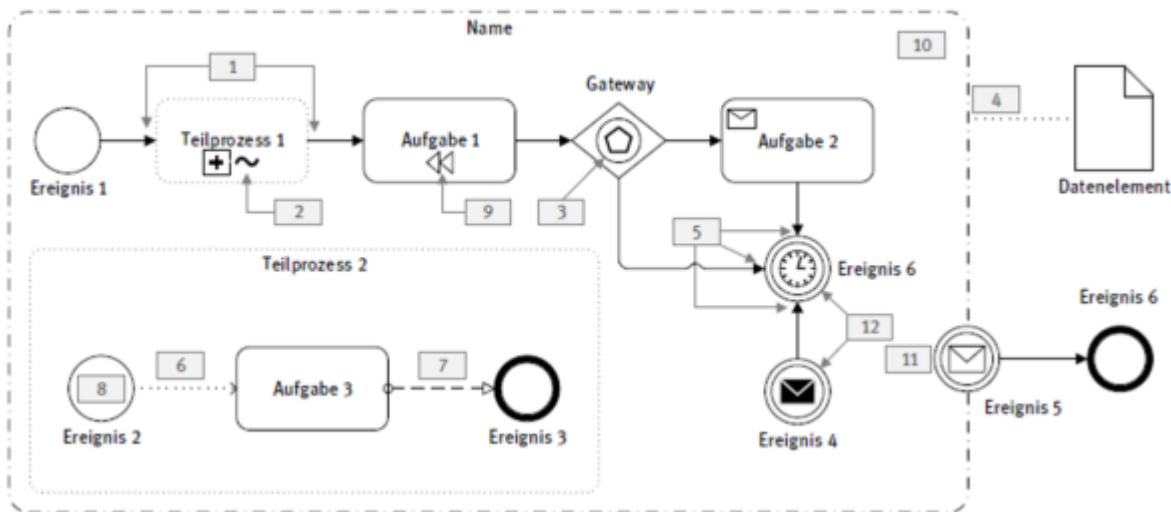 Name
10
1
Gateway
4
Teilprozess 1
Aufgabe 1
Aufgabe 2
Ereignis 1
2
9
3
Datenelement
5
Teilprozess 2
Ereignis 6
Ereignis 6
12
6
7
11
8
Aufgabe 3
Ereignis 2
Ereignis 3
Ereignis 4
Ereignis 5